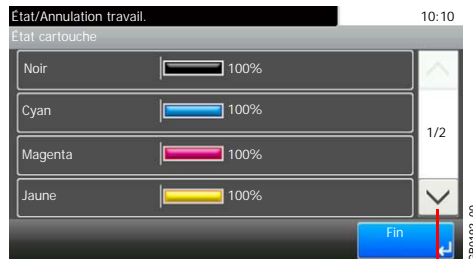 État/Annulation travail. 10:10
État cartouche
Noir 100%
Cyan 100%
1/2
Magenta 100%
Jaune 100%
Fin